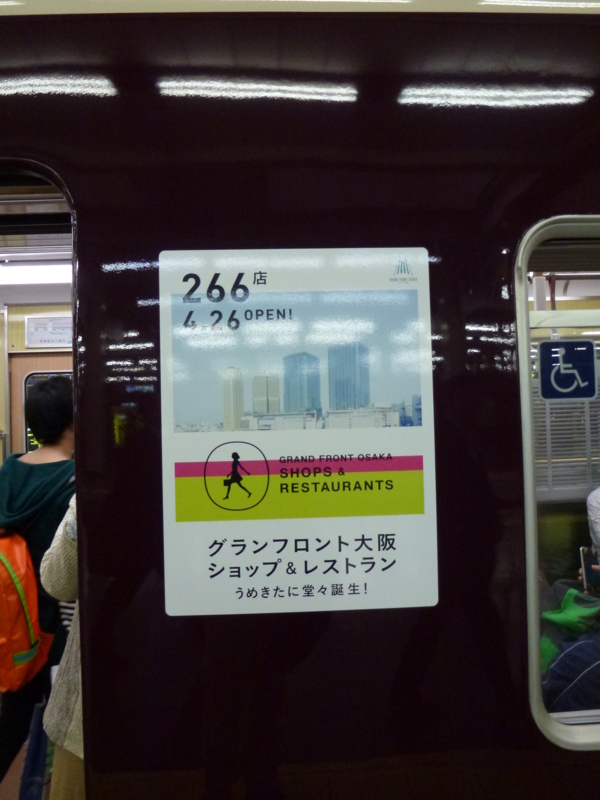 266店
4.26 OPEN!
GRAND FRONT OSAKA
SHOPS &
RESTAURANTS
グランフロント大阪
ショップ&レストラン
うめきたに堂々誕生!